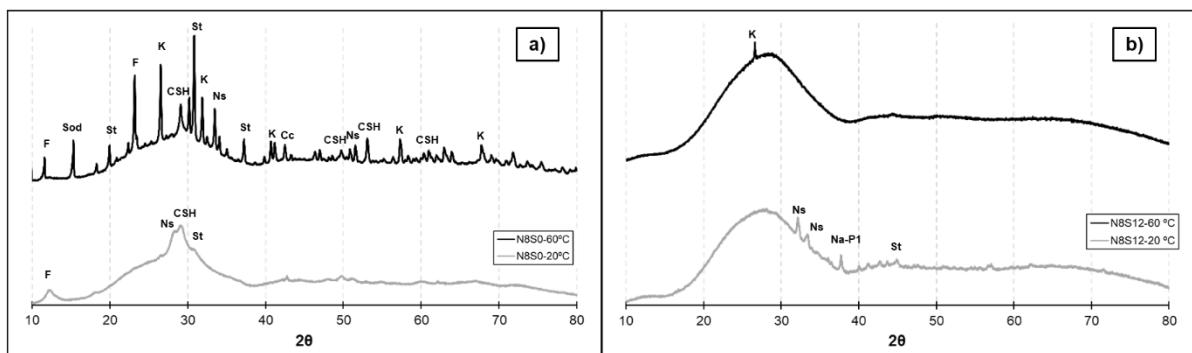 a)
St
K
F
CSH
K
Ns
Sod
St
F
St
K
Cc
CSH
Ns
CSH
K
CSH
K
CSH
Ns
St
F
N8S0-60ºC
N8S0-20ºC
10 20 30 40 50 60 70 80
2θ
b)
K
Ns
Ns
Na-P1
St
N8S12-60 ºC
N8S12-20 ºC
10 20 30 40 50 60 70 80
2θ